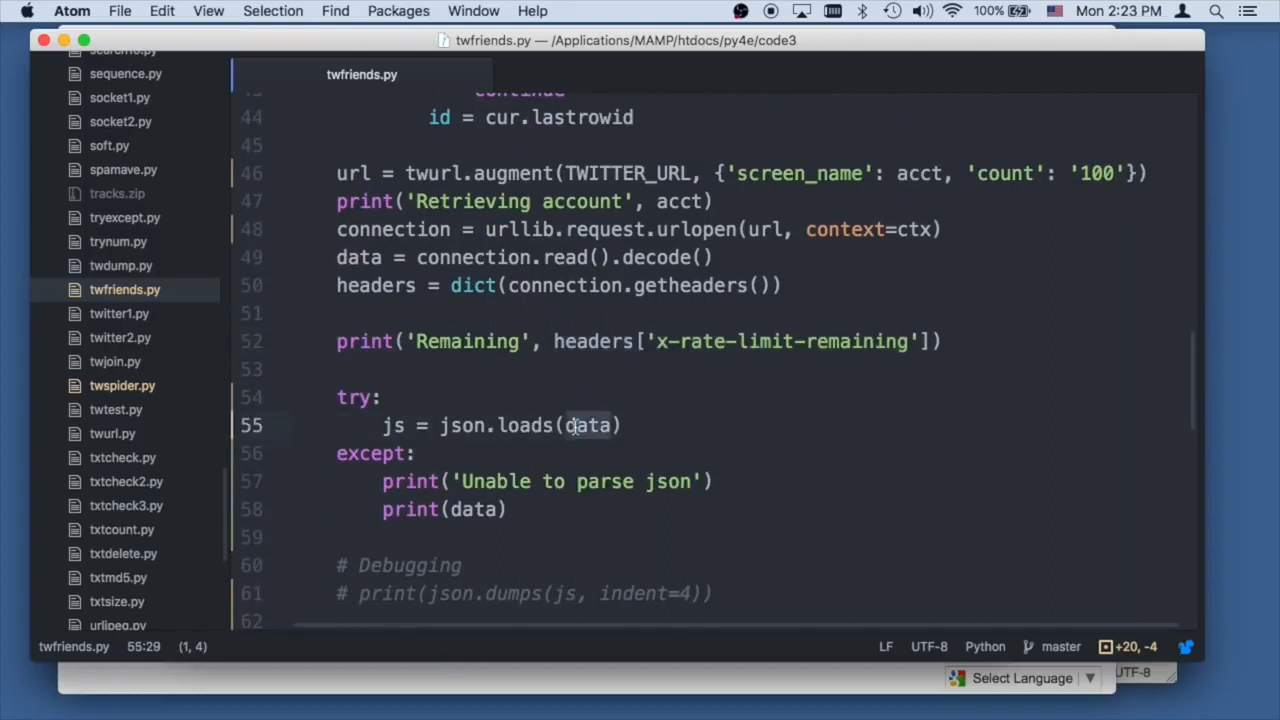 Atom File Edit View Selection Find Packages Window Help 100% Mon 2:23 PM
twfriends.py — /Applications/MAMP/htdocs/py4e/code3
sequence.py
socket1.py
socket2.py
soft.py
spamave.py
tracks.zip
tryexcept.py
trynum.py
twdump.py
twfriends.py
twitter1.py
twitter2.py
twjoin.py
twspider.py
twtest.py
twurl.py
txtcheck.py
txtcheck2.py
txtcheck3.py
txtcount.py
txtdelete.py
txtmd5.py
txtsize.py
urljpeg.py
twfriends.py
continue
44 id = cur.lastrowid
45
46 url = twurl.augment(TWITTER_URL, {'screen_name': acct, 'count': '100'})
47 print('Retrieving account', acct)
48 connection = urllib.request.urlopen(url, context=ctx)
49 data = connection.read().decode()
50 headers = dict(connection.getheaders())
51
52 print('Remaining', headers['x-rate-limit-remaining'])
53
54 try:
55 js = json.loads(data)
56 except:
57 print('Unable to parse json')
58 print(data)
59
60 # Debugging
61 # print(json.dumps(js, indent=4))
62
twfriends.py 55:29 (1, 4) LF UTF-8 Python master +20, -4
Select Language ▼ UTF-8